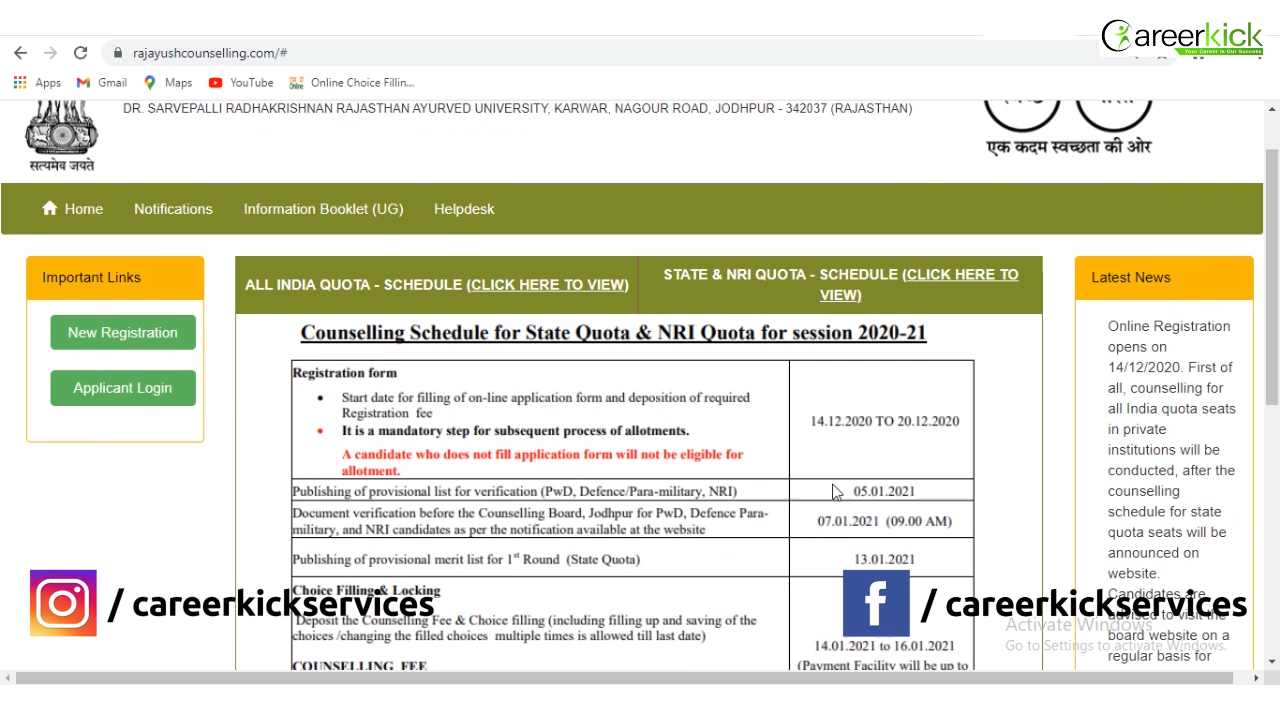 Careerkick
Your Career is Our Success
rajayushcounselling.com/#
Apps Gmail Maps YouTube Online Choice Fillin...
DR. SARVEPALLI RADHAKRISHNAN RAJASTHAN AYURVED UNIVERSITY, KARWAR, NAGOUR ROAD, JODHPUR - 342037 (RAJASTHAN)
सत्यमेव जयते
एक कदम स्वच्छता की ओर
Home Notifications Information Booklet (UG) Helpdesk
Important Links
New Registration
Applicant Login
ALL INDIA QUOTA - SCHEDULE (CLICK HERE TO VIEW)
STATE & NRI QUOTA - SCHEDULE (CLICK HERE TO
VIEW)
Counselling Schedule for State Quota & NRI Quota for session 2020-21
Registration form
• Start date for filling of on-line application form and deposition of required
Registration fee
• It is a mandatory step for subsequent process of allotments.
A candidate who does not fill application form will not be eligible for
allotment.
14.12.2020 TO 20.12.2020
Publishing of provisional list for verification (PwD, Defence/Para-military, NRI) 05.01.2021
Document verification before the Counselling Board, Jodhpur for PwD, Defence Para-
military, and NRI candidates as per the notification available at the website
07.01.2021 (09.00 AM)
Publishing of provisional merit list for 1st Round (State Quota) 13.01.2021
Choice Filling & Locking
Deposit the Counselling Fee & Choice filling (including filling up and saving of the
choices /changing the filled choices multiple times is allowed till last date)
COUNSELLING FEE
14.01.2021 to 16.01.2021
(Payment Facility will be up to
Latest News
Online Registration
opens on
14/12/2020. First of
all, counselling for
all India quota seats
in private
institutions will be
conducted, after the
counselling
schedule for state
quota seats will be
announced on
website.
Candidates are
advised to visit the
board website on a
regular basis for
/ careerkickservices
/ careerkickservices
Activate Windows
Go to Settings to activate Windows.